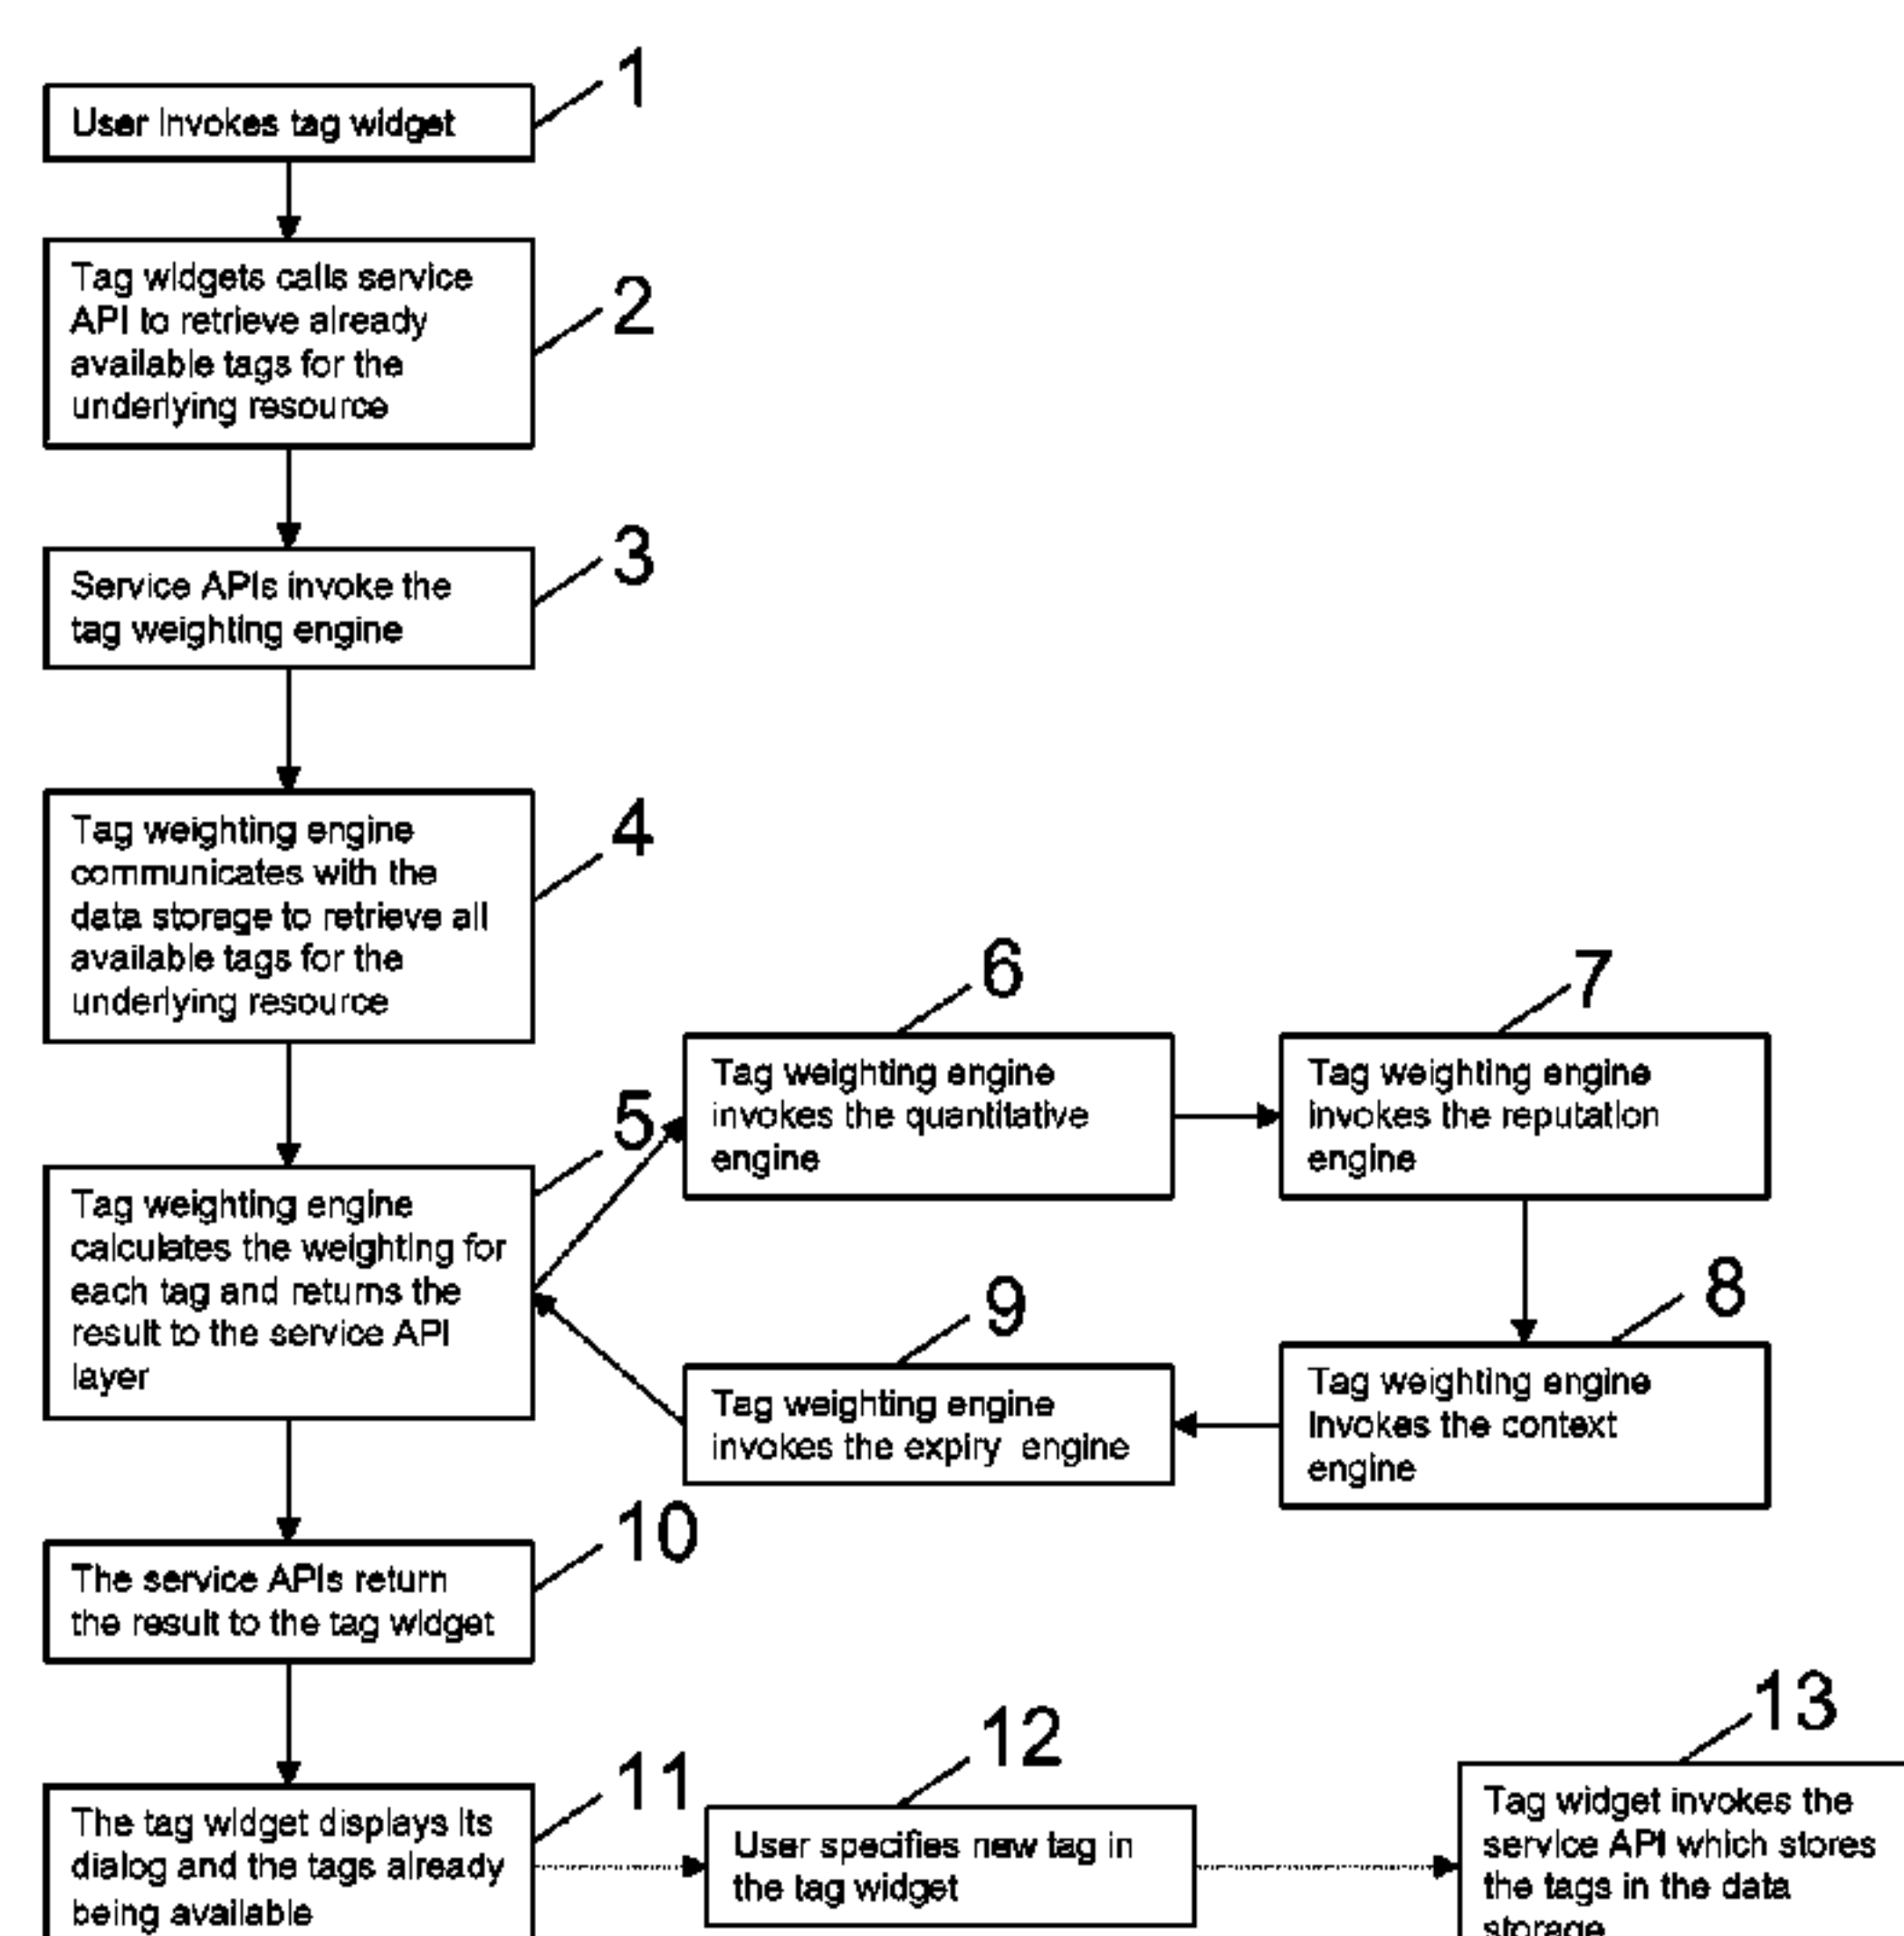 1
User invokes tag widget
2
Tag widgets calls service
API to retrieve already
available tags for the
underlying resource
3
Service APIs invoke the
tag weighting engine
4
Tag weighting engine
communicates with the
data storage to retrieve all
available tags for the
underlying resource
5
Tag weighting engine
calculates the weighting for
each tag and returns the
result to the service API
layer
6
Tag weighting engine
invokes the quantitative
engine
7
Tag weighting engine
invokes the reputation
engine
8
Tag weighting engine
invokes the context
engine
9
Tag weighting engine
invokes the expiry engine
10
The service APIs return
the result to the tag widget
11
The tag widget displays its
dialog and the tags already
being available
12
User specifies new tag in
the tag widget
13
Tag widget invokes the
service API which stores
the tags in the data
storage